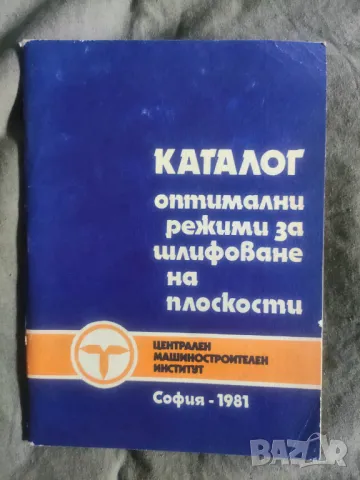 КАТАЛОГ
оптимални
режими за
шлифоване
на
плоскости
ЦЕНТРАЛЕН
МАШИНОСТРОИТЕЛЕН
ИНСТИТУТ
София - 1981
BAZAR